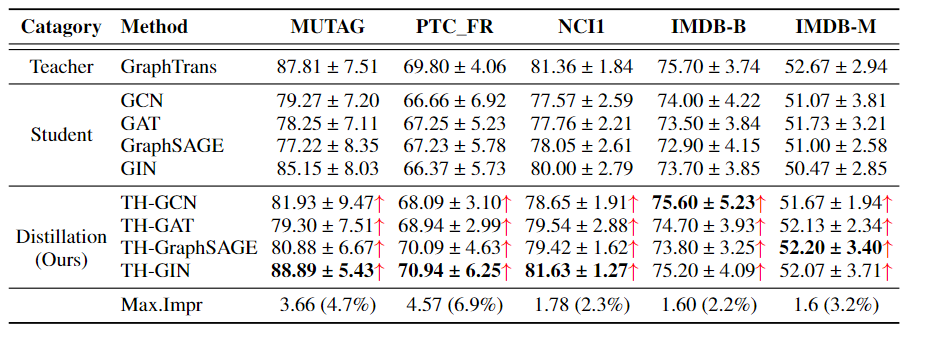 Catagory Method MUTAG PTC_FR NCI1 IMDB-B IMDB-M
Teacher GraphTrans 87.81 ± 7.51 69.80 ± 4.06 81.36 ± 1.84 75.70 ± 3.74 52.67 ± 2.94
Student GCN 79.27 ± 7.20 66.66 ± 6.92 77.57 ± 2.59 74.00 ± 4.22 51.07 ± 3.81
GAT 78.25 ± 7.11 67.25 ± 5.23 77.76 ± 2.21 73.50 ± 3.84 51.73 ± 3.21
GraphSAGE 77.22 ± 8.35 67.23 ± 5.78 78.05 ± 2.61 72.90 ± 4.15 51.00 ± 2.58
GIN 85.15 ± 8.03 66.37 ± 5.73 80.00 ± 2.79 73.70 ± 3.85 50.47 ± 2.85
Distillation (Ours) TH-GCN 81.93 ± 9.47↑ 68.09 ± 3.10↑ 78.65 ± 1.91↑ 75.60 ± 5.23↑ 51.67 ± 1.94↑
TH-GAT 79.30 ± 7.51↑ 68.94 ± 2.99↑ 79.54 ± 2.88↑ 74.70 ± 3.93↑ 52.13 ± 2.34↑
TH-GraphSAGE 80.88 ± 6.67↑ 70.09 ± 4.63↑ 79.42 ± 1.62↑ 73.80 ± 3.25↑ 52.20 ± 3.40↑
TH-GIN 88.89 ± 5.43↑ 70.94 ± 6.25↑ 81.63 ± 1.27↑ 75.20 ± 4.09↑ 52.07 ± 3.71↑
Max.Impr 3.66 (4.7%) 4.57 (6.9%) 1.78 (2.3%) 1.60 (2.2%) 1.6 (3.2%)